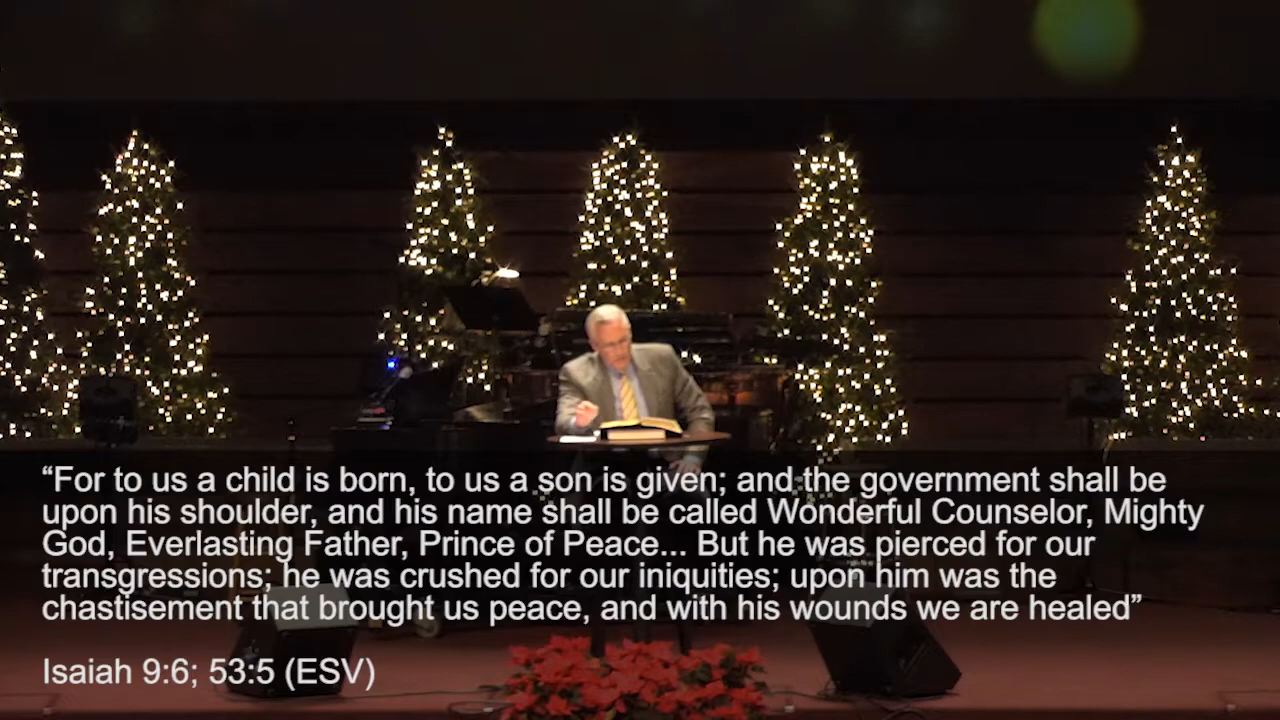 “For to us a child is born, to us a son is given; and the government shall be
upon his shoulder, and his name shall be called Wonderful Counselor, Mighty
God, Everlasting Father, Prince of Peace... But he was pierced for our
transgressions; he was crushed for our iniquities; upon him was the
chastisement that brought us peace, and with his wounds we are healed”
Isaiah 9:6; 53:5 (ESV)